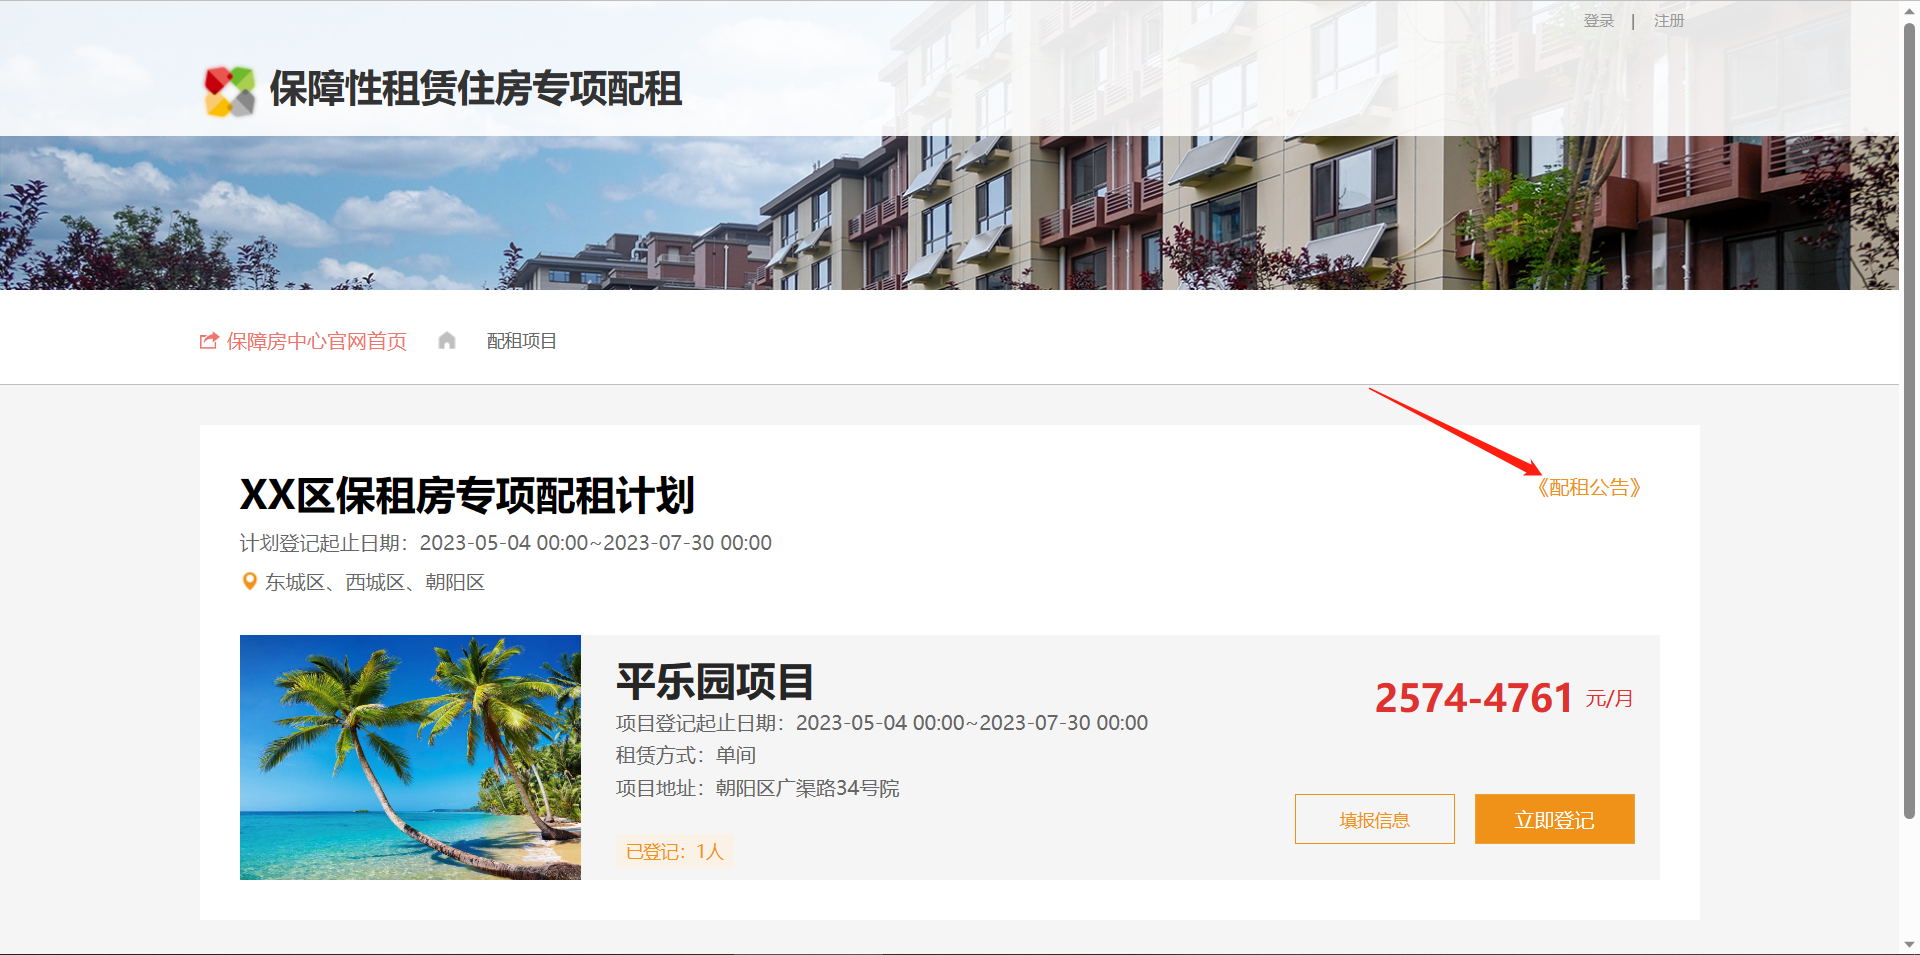 登录 | 注册
保障性租赁住房专项配租
保障房中心官网首页 配租项目
XX区保租房专项配租计划
《配租公告》
计划登记起止日期：2023-05-04 00:00~2023-07-30 00:00
东城区、西城区、朝阳区
平乐园项目
2574-4761 元/月
项目登记起止日期：2023-05-04 00:00~2023-07-30 00:00
租赁方式：单间
项目地址：朝阳区广渠路34号院
填报信息 立即登记
已登记：1人